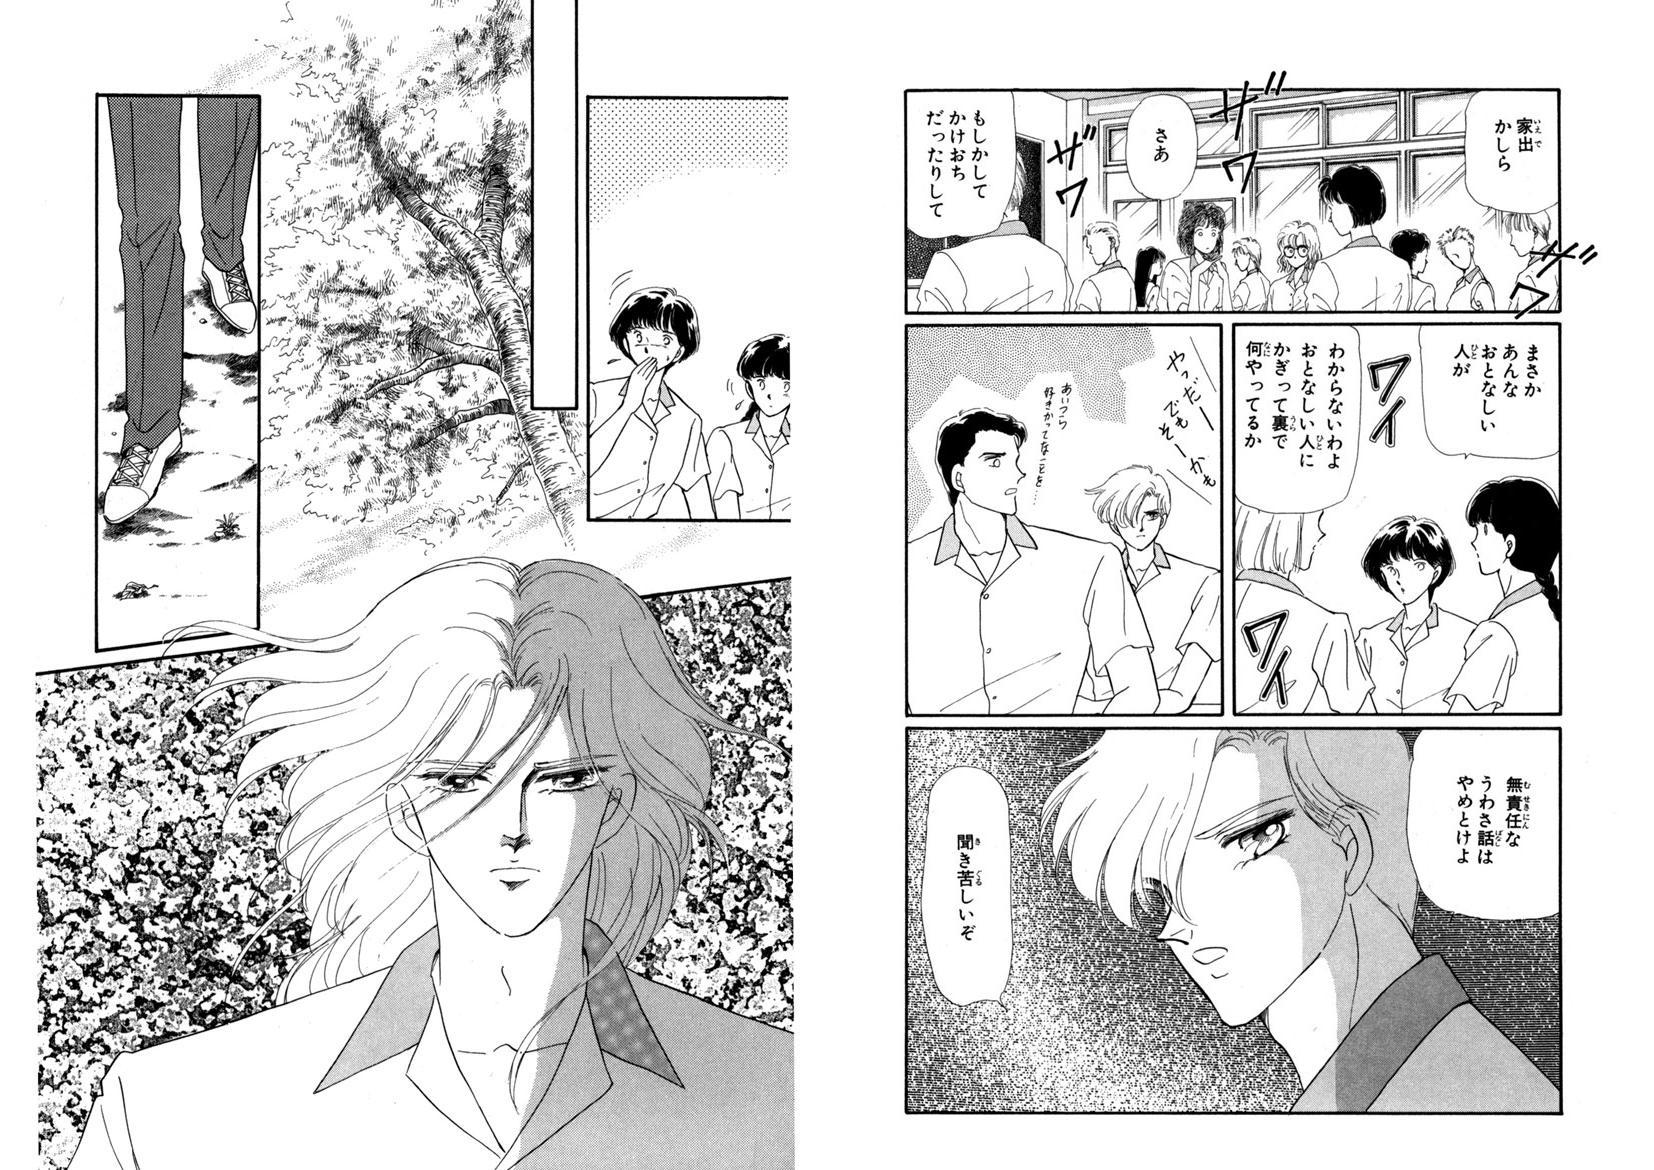 家出
かしら
ザワ
さあ
ザワ
もしかして
かけおち
だったりして
ザワ
まさか
あんな
おとなしい
人が
ワイ
わからないわよ
おとなしい人に
かぎって裏で
何やってるか
ワイ
やっだー
でもそーかも
あいつら
好きかってなことを…
無責任な
うわさ話は
やめとけよ
聞き苦しいぞ